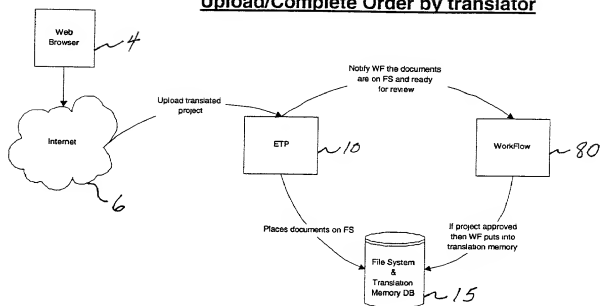 Upload/Complete Order by translator
Web
Browser
4
Notify WF the documents
are on FS and ready
for review
Upload translated
project
Internet
ETP
10
WorkFlow
80
6
Places documents on FS
If project approved
then WF puts into
translation memory
File System
&
Translation
Memory DB
15